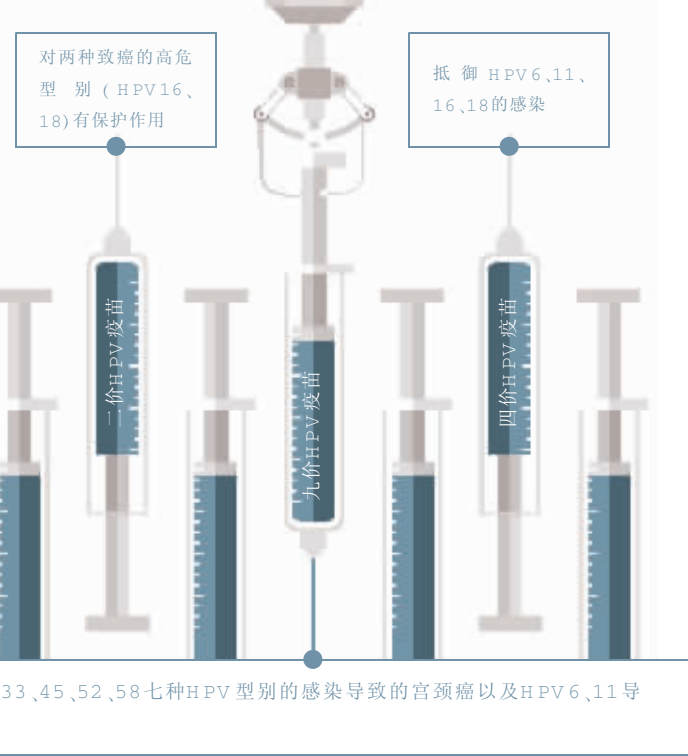 对两种致癌的高危
型别(HPV16、
18)有保护作用
抵御HPV6、11、
16、18的感染
二价HPV疫苗
九价HPV疫苗
四价HPV疫苗
33、45、52、58七种HPV型别的感染导致的宫颈癌以及HPV6、11导